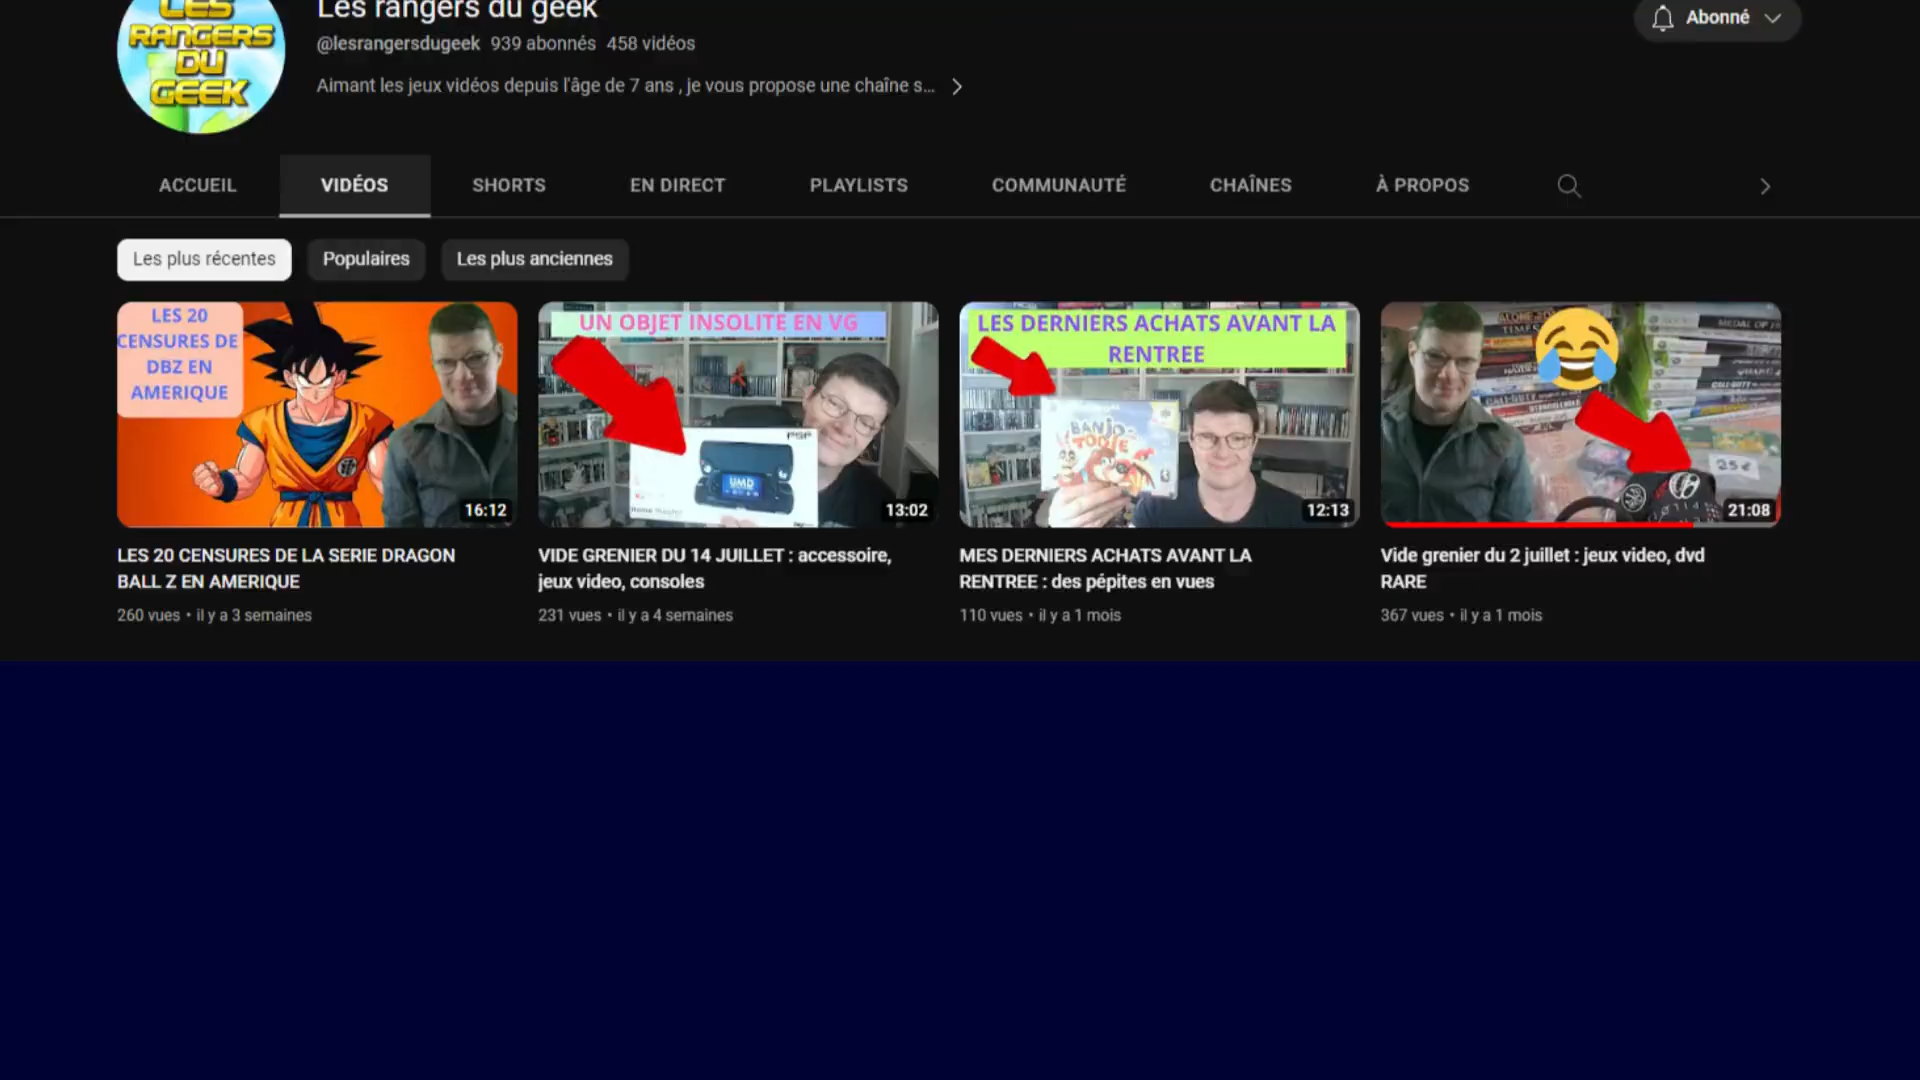 LES
RANGERS
DU
GEEK
Les rangers du geek
@lesrangersdugeek 939 abonnés 458 vidéos
Aimant les jeux vidéos depuis l'âge de 7 ans , je vous propose une chaîne s...
Abonné
ACCUEIL
VIDÉOS
SHORTS
EN DIRECT
PLAYLISTS
COMMUNAUTÉ
CHAÎNES
À PROPOS
Les plus récentes
Populaires
Les plus anciennes
LES 20
CENSURES DE
DBZ EN
AMERIQUE
16:12
UN OBJET INSOLITE EN VG
PSP
UMD
13:02
LES DERNIERS ACHATS AVANT LA
RENTREE
BANJO-
TOOIE
12:13
25€
21:08
LES 20 CENSURES DE LA SERIE DRAGON
BALL Z EN AMERIQUE
260 vues • il y a 3 semaines
VIDE GRENIER DU 14 JUILLET : accessoire,
jeux video, consoles
231 vues • il y a 4 semaines
MES DERNIERS ACHATS AVANT LA
RENTREE : des pépites en vues
110 vues • il y a 1 mois
Vide grenier du 2 juillet : jeux video, dvd
RARE
367 vues • il y a 1 mois